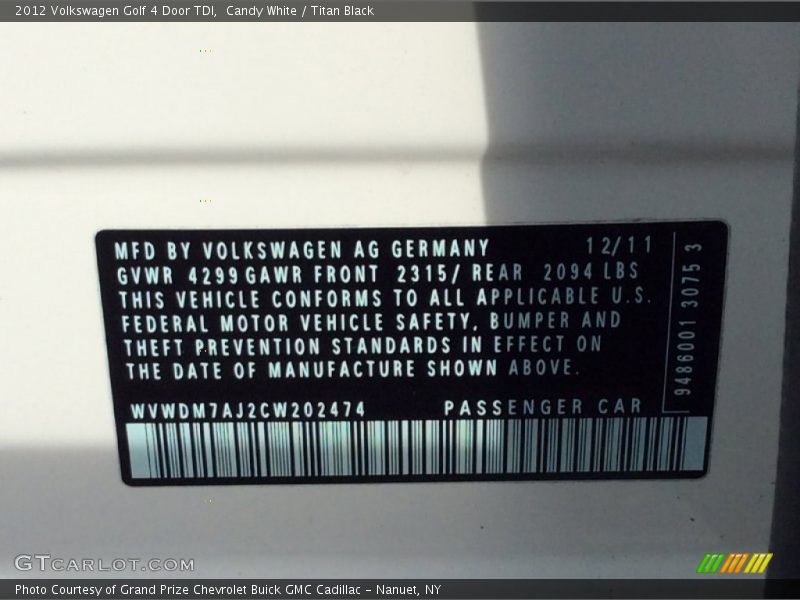 2012 Volkswagen Golf 4 Door TDI,  Candy White / Titan Black
MFD BY VOLKSWAGEN AG GERMANY 12/11
GVWR 4299 GAWR FRONT 2315/ REAR 2094 LBS
THIS VEHICLE CONFORMS TO ALL APPLICABLE U.S.
FEDERAL MOTOR VEHICLE SAFETY, BUMPER AND
THEFT PREVENTION STANDARDS IN EFFECT ON
THE DATE OF MANUFACTURE SHOWN ABOVE.
WVWDM7AJ2CW202474 PASSENGER CAR
9486001 30753
GTCARLOT.COM
Photo Courtesy of Grand Prize Chevrolet Buick GMC Cadillac - Nanuet, NY